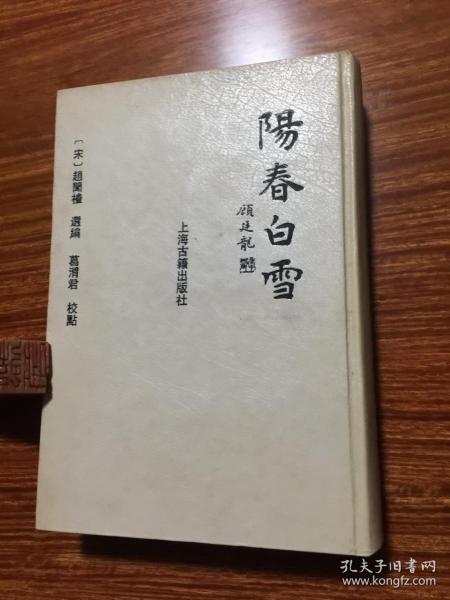 陽春白雪
顧廷龍
上海古籍出版社
〔宋〕趙聞禮 選編 葛渭君 校點
孔夫子旧书网
www.kongfz.com